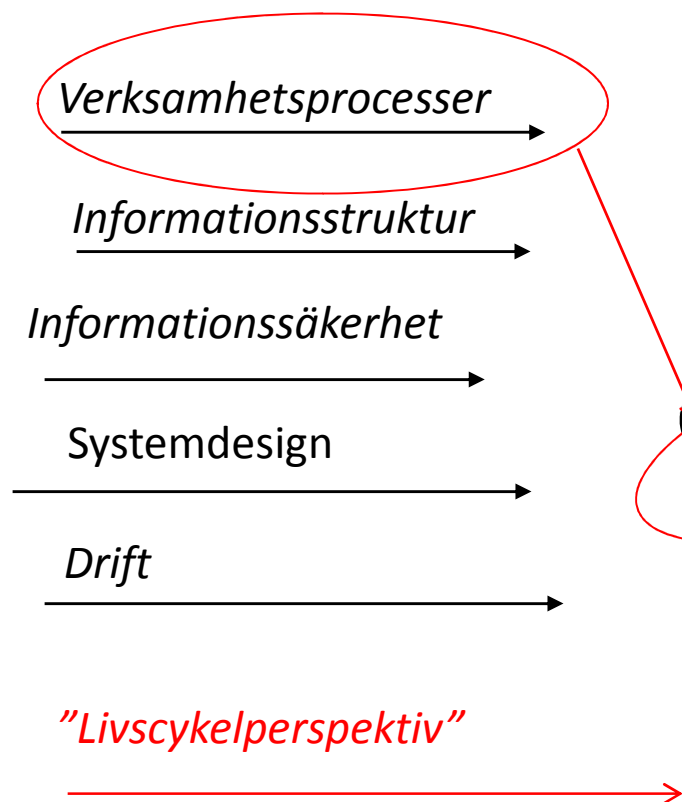 Verksamhetsprocesser
Informationsstruktur
Informationssäkerhet
Systemdesign
Drift
”Livscykelperspektiv”